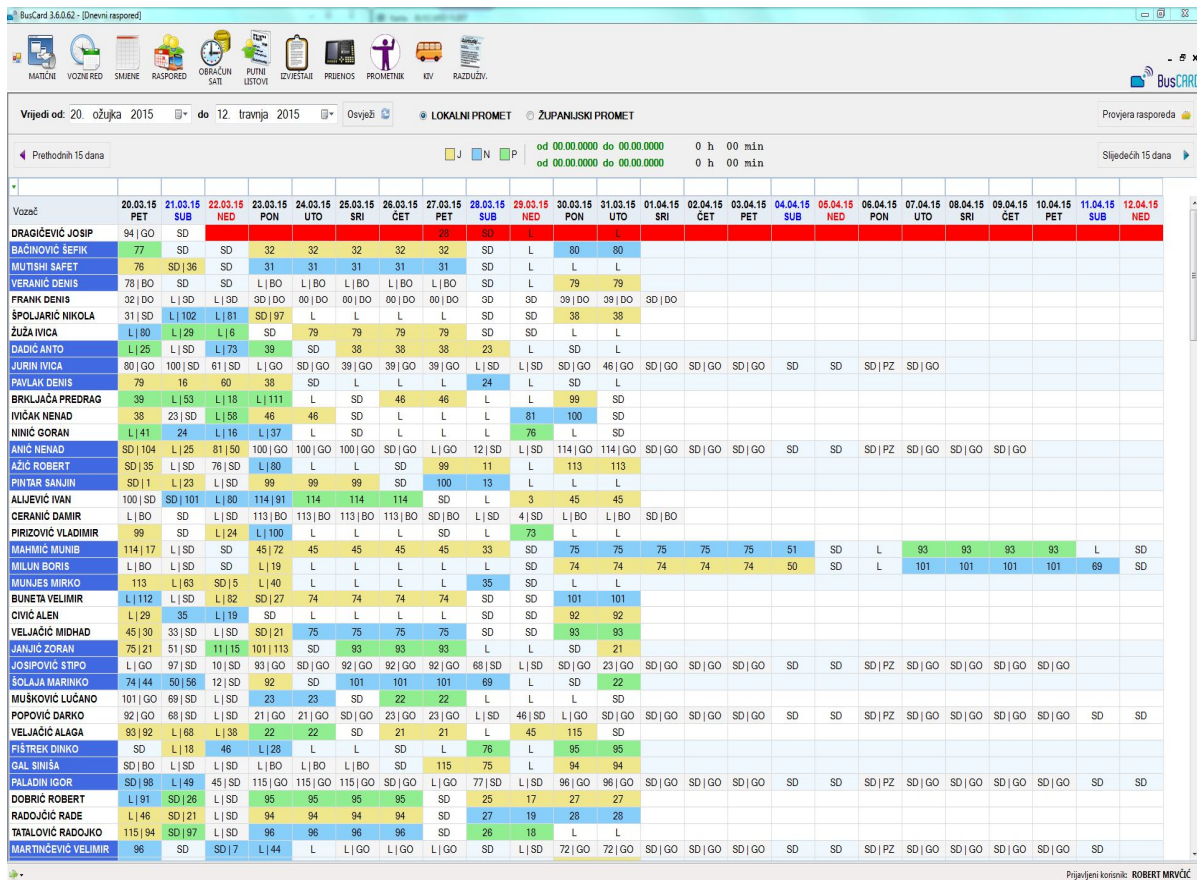 BusCard 3.6.0.62 - [Dnevni raspored]
MATIČNI VOZNI RED SMJENE RASPORED OBRAČUN SATI PUTNI LISTOVI IZVJEŠTAJI PRIJENOS PROMETNIK KIV RAZDUŽIV.
BusCARD
Vrijedi od: 20. ožujka 2015 do 12. travnja 2015 Osvježi LOKALNI PROMET ŽUPANIJSKI PROMET Provjera rasporeda
Prethodnih 15 dana J N P od 00.00.0000 do 00.00.0000 0 h 00 min Slijedećih 15 dana
od 00.00.0000 do 00.00.0000 0 h 00 min
Vozač 20.03.15 PET 21.03.15 SUB 22.03.15 NED 23.03.15 PON 24.03.15 UTO 25.03.15 SRI 26.03.15 ČET 27.03.15 PET 28.03.15 SUB 29.03.15 NED 30.03.15 PON 31.03.15 UTO 01.04.15 SRI 02.04.15 ČET 03.04.15 PET 04.04.15 SUB 05.04.15 NED 06.04.15 PON 07.04.15 UTO 08.04.15 SRI 09.04.15 ČET 10.04.15 PET 11.04.15 SUB 12.04.15 NED
DRAGIČEVIĆ JOSIP 94 | GO SD 28 SD L L
BAĆINOVIĆ ŠEFIK 77 SD SD 32 32 32 32 32 SD L 80 80
MUTISHI SAFET 76 SD | 36 SD 31 31 31 31 31 SD L L L
VERANIĆ DENIS 78 | BO SD SD L | BO L | BO L | BO L | BO L | BO SD L 79 79
FRANK DENIS 32 | DO L | SD L | SD SD | DO 00 | DO 00 | DO 00 | DO 00 | DO SD SD 39 | DO 39 | DO SD | DO
ŠPOLJARIĆ NIKOLA 31 | SD L | 102 L | 81 SD | 97 L L L L SD SD 38 38
ŽUŽA IVICA L | 80 L | 29 L | 6 SD 79 79 79 79 SD SD L L
DADIĆ ANTO L | 25 L | SD L | 73 39 SD 38 38 38 23 L SD L
JURIN IVICA 80 | GO 100 | SD 61 | SD L | GO SD | GO 39 | GO 39 | GO 39 | GO L | SD L | SD SD | GO 46 | GO SD | GO SD | GO SD | GO SD SD SD | PZ SD | GO
PAVLAK DENIS 79 16 60 38 SD L L L 24 L SD L
BRKLJAČA PREDRAG 39 L | 53 L | 18 L | 111 L SD 46 46 L L 99 SD
IVIČAK NENAD 38 23 | SD L | 58 46 46 SD L L L 81 100 SD
NINIĆ GORAN L | 41 24 L | 16 L | 37 L SD L L L 76 L SD
ANIĆ NENAD SD | 104 L | 25 81 | 50 100 | GO 100 | GO 100 | SD SD | GO L | GO 12 | SD L | SD 114 | GO 114 | GO SD | GO SD | GO SD | GO SD SD SD | PZ SD | GO SD | GO SD | GO
AŽIĆ ROBERT SD | 35 L | SD 76 | SD L | 80 L L SD 99 11 L 113 113
PINTAR SANJIN SD | 1 L | 23 L | SD 99 99 99 SD 100 13 L L L
ALIJEVIĆ IVAN 100 | SD SD | 101 L | 80 114 | 91 114 114 114 SD L 3 45 45
CERANIĆ DAMIR L | BO SD L | SD 113 | BO 113 | BO 113 | BO 113 | BO SD | BO L | SD 4 | SD L | BO L | BO SD | BO
PIRIZOVIĆ VLADIMIR 99 SD L | 24 L | 100 L L L SD L 73 L L
MAHMIĆ MUNIB 114 | 17 L | SD SD 45 | 72 45 45 45 45 33 SD 75 75 75 75 75 51 SD L 93 93 93 93 L SD
MILUN BORIS L | BO L | SD SD L | 19 L L L L L SD 74 74 74 74 74 50 SD L 101 101 101 101 69 SD
MUNJES MIRKO 113 L | 63 SD | 5 L | 40 L L L L 35 SD L L
BUNETA VELIMIR L | 112 L | SD L | 82 SD | 27 74 74 74 74 SD SD 101 101
CIVIĆ ALEN L | 29 35 L | 19 SD L L L L SD SD 92 92
VELJAČIĆ MIDHAD 45 | 30 33 | SD L | SD SD | 21 75 75 75 75 SD SD 93 93
JANJIĆ ZORAN 75 | 21 51 | SD 11 | 15 101 | 113 SD 93 93 93 L L SD 21
JOSIPOVIĆ STIPO L | GO 97 | SD 10 | SD 93 | GO SD | GO 92 | GO 92 | GO 92 | GO 68 | SD L | SD SD | GO 23 | GO SD | GO SD | GO SD | GO SD SD SD | PZ SD | GO SD | GO SD | GO SD | GO
ŠOLAJA MARINKO 74 | 44 50 | 56 12 | SD 92 SD 101 101 101 69 L SD 22
MUŠKOVIĆ LUČANO 101 | GO 69 | SD L | SD 23 23 SD 22 22 L L L SD
POPOVIĆ DARKO 92 | GO 68 | SD L | SD 21 | GO 21 | GO SD | GO 23 | GO 23 | GO L | SD 46 | SD L | GO SD | GO SD | GO SD | GO SD | GO SD SD SD | PZ SD | GO SD | GO SD | GO SD | GO SD SD
VELJAČIĆ ALAGA 93 | 92 L | 68 L | 38 22 22 SD 21 21 L 45 115 SD
FIŠTREK DINKO SD L | 18 46 L | 28 L L SD L 76 L 95 95
GAL SINIŠA SD | BO L | SD L | SD L | BO L | BO L | BO SD 115 75 L 94 94
PALADIN IGOR SD | 98 L | 49 45 | SD 115 | GO 115 | GO 115 | GO SD | GO L | GO 77 | SD L | SD 96 | GO 96 | GO SD | GO SD | GO SD | GO SD SD SD | PZ SD | GO SD | GO SD | GO SD | GO SD SD
DOBRIĆ ROBERT L | 91 SD | 26 L | SD 95 95 95 95 SD 25 17 27 27
RADOJČIĆ RADE L | 46 SD | 21 L | SD 94 94 94 94 SD 27 19 28 28
TATALOVIĆ RADOJKO 115 | 94 SD | 97 L | SD 96 96 96 96 SD 26 18 L L
MARTINČEVIĆ VELIMIR 96 SD SD | 7 L | 44 L L | GO L | GO L | GO SD L | SD 72 | GO 72 | GO SD | GO SD | GO SD | GO SD SD SD | PZ SD | GO SD | GO SD | GO SD | GO SD
Prijavljeni korisnik: ROBERT MRVČIĆ